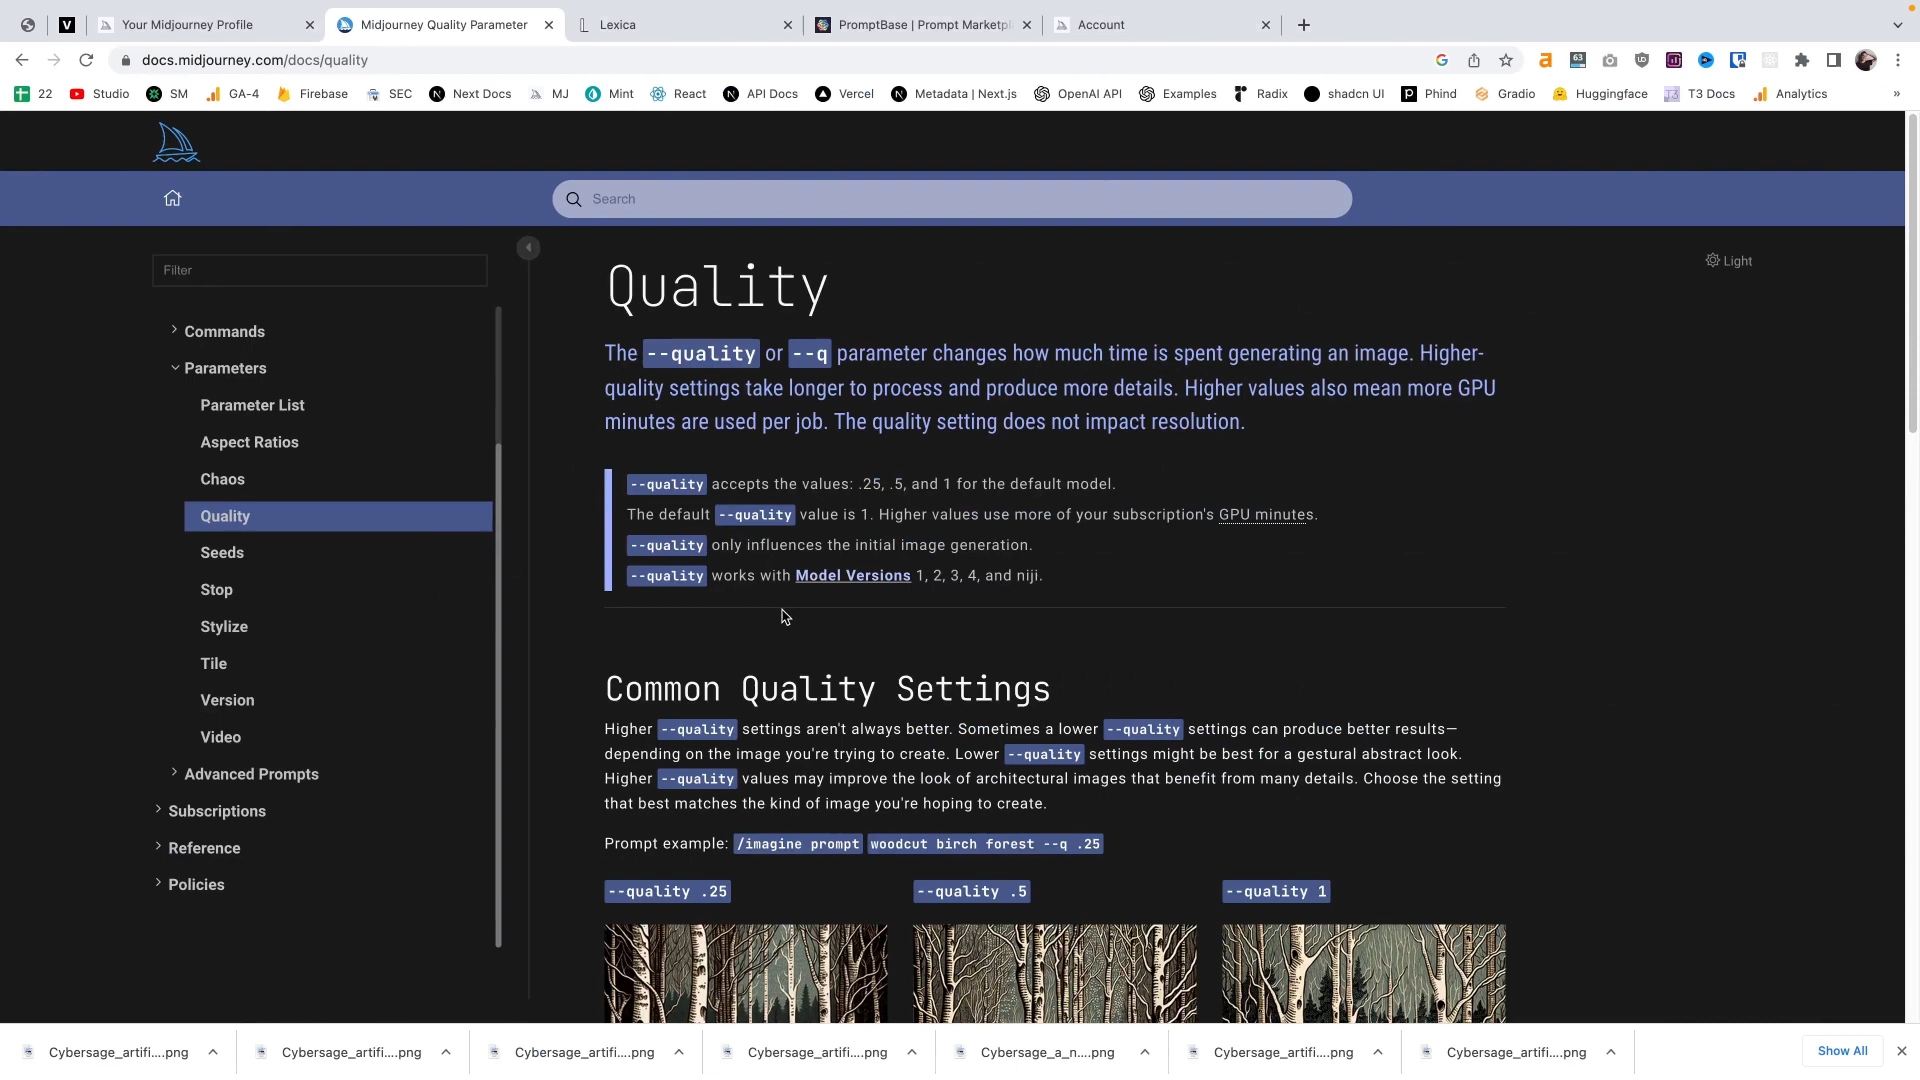 V
Your Midjourney Profile
Midjourney Quality Parameter
Lexica
PromptBase | Prompt Marketpl
Account
docs.midjourney.com/docs/quality
63
22
Studio
SM
GA-4
Firebase
SEC
Next Docs
MJ
Mint
React
API Docs
Vercel
Metadata | Next.js
OpenAI API
Examples
Radix
shadcn UI
Phind
Gradio
Huggingface
T3 Docs
Analytics
Search
Filter
Light
Commands
Parameters
Parameter List
Aspect Ratios
Chaos
Quality
Seeds
Stop
Stylize
Tile
Version
Video
Advanced Prompts
Subscriptions
Reference
Policies
Quality
The --quality or --q parameter changes how much time is spent generating an image. Higher-
quality settings take longer to process and produce more details. Higher values also mean more GPU
minutes are used per job. The quality setting does not impact resolution.
--quality accepts the values: .25, .5, and 1 for the default model.
The default --quality value is 1. Higher values use more of your subscription's GPU minutes.
--quality only influences the initial image generation.
--quality works with Model Versions 1, 2, 3, 4, and niji.
Common Quality Settings
Higher --quality settings aren't always better. Sometimes a lower --quality settings can produce better results—
depending on the image you're trying to create. Lower --quality settings might be best for a gestural abstract look.
Higher --quality values may improve the look of architectural images that benefit from many details. Choose the setting
that best matches the kind of image you're hoping to create.
Prompt example: /imagine prompt woodcut birch forest --q .25
--quality .25
--quality .5
--quality 1
Cybersage_artifi....png
Cybersage_artifi....png
Cybersage_artifi....png
Cybersage_artifi....png
Cybersage_a_n....png
Cybersage_artifi....png
Cybersage_artifi....png
Show All